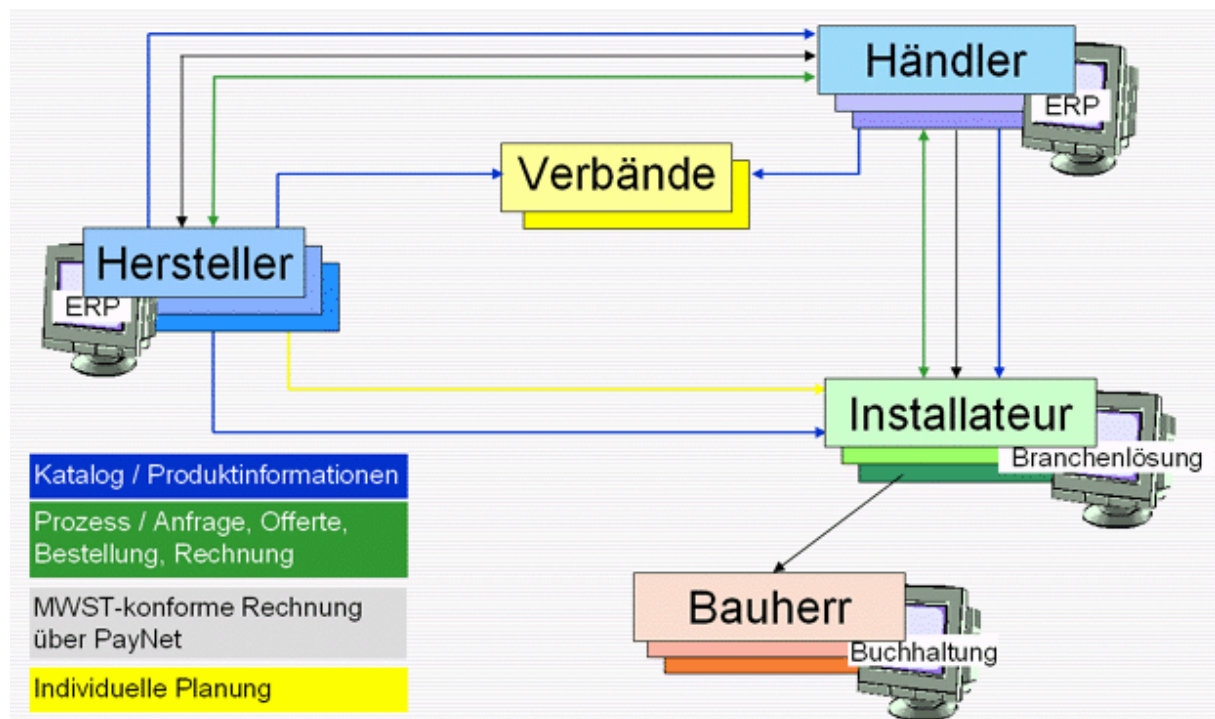 Händler
ERP
Verbände
Hersteller
ERP
Installateur
Branchenlösung
Katalog / Produktinformationen
Prozess / Anfrage, Offerte,
Bestellung, Rechnung
MWST-konforme Rechnung
über PayNet
Individuelle Planung
Bauherr
Buchhaltung